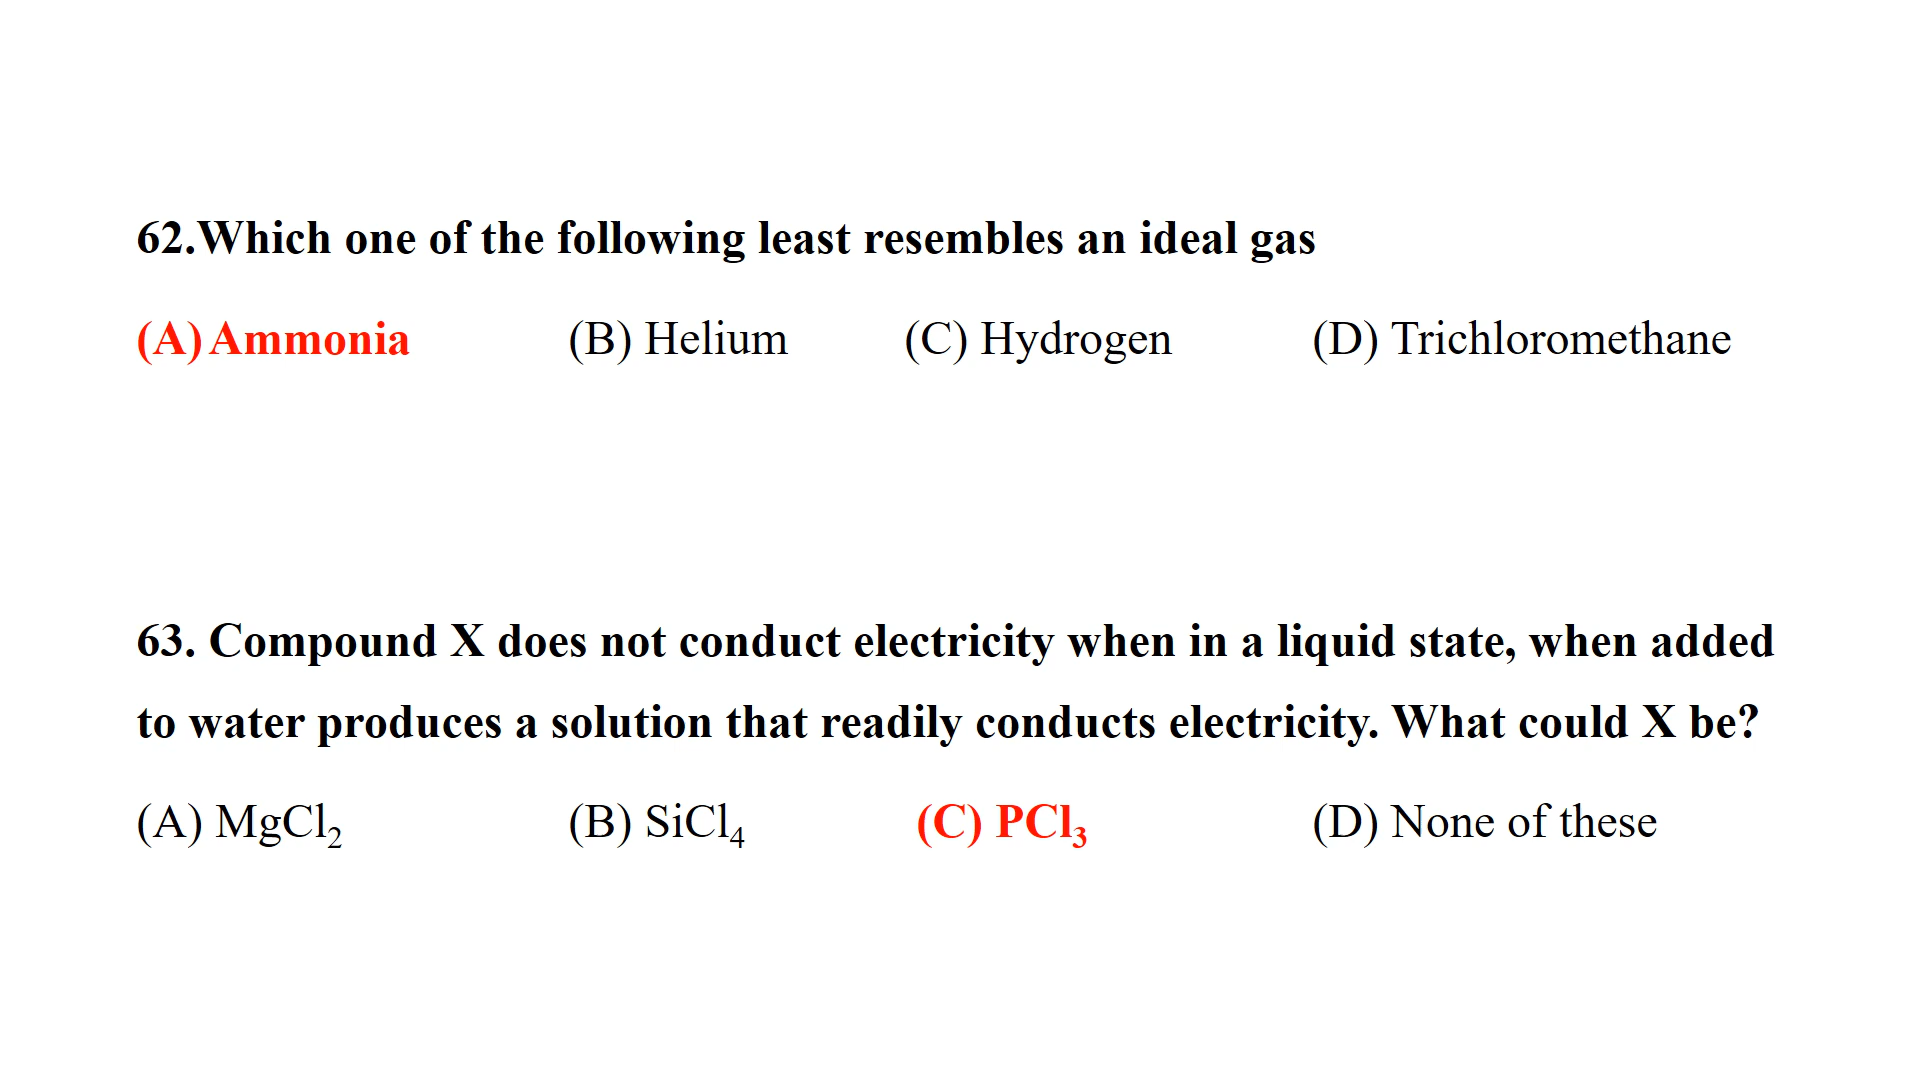 62.Which one of the following least resembles an ideal gas
(A) Ammonia (B) Helium (C) Hydrogen (D) Trichloromethane
63. Compound X does not conduct electricity when in a liquid state, when added
to water produces a solution that readily conducts electricity. What could X be?
(A) MgCl₂ (B) SiCl₄ (C) PCl₃ (D) None of these